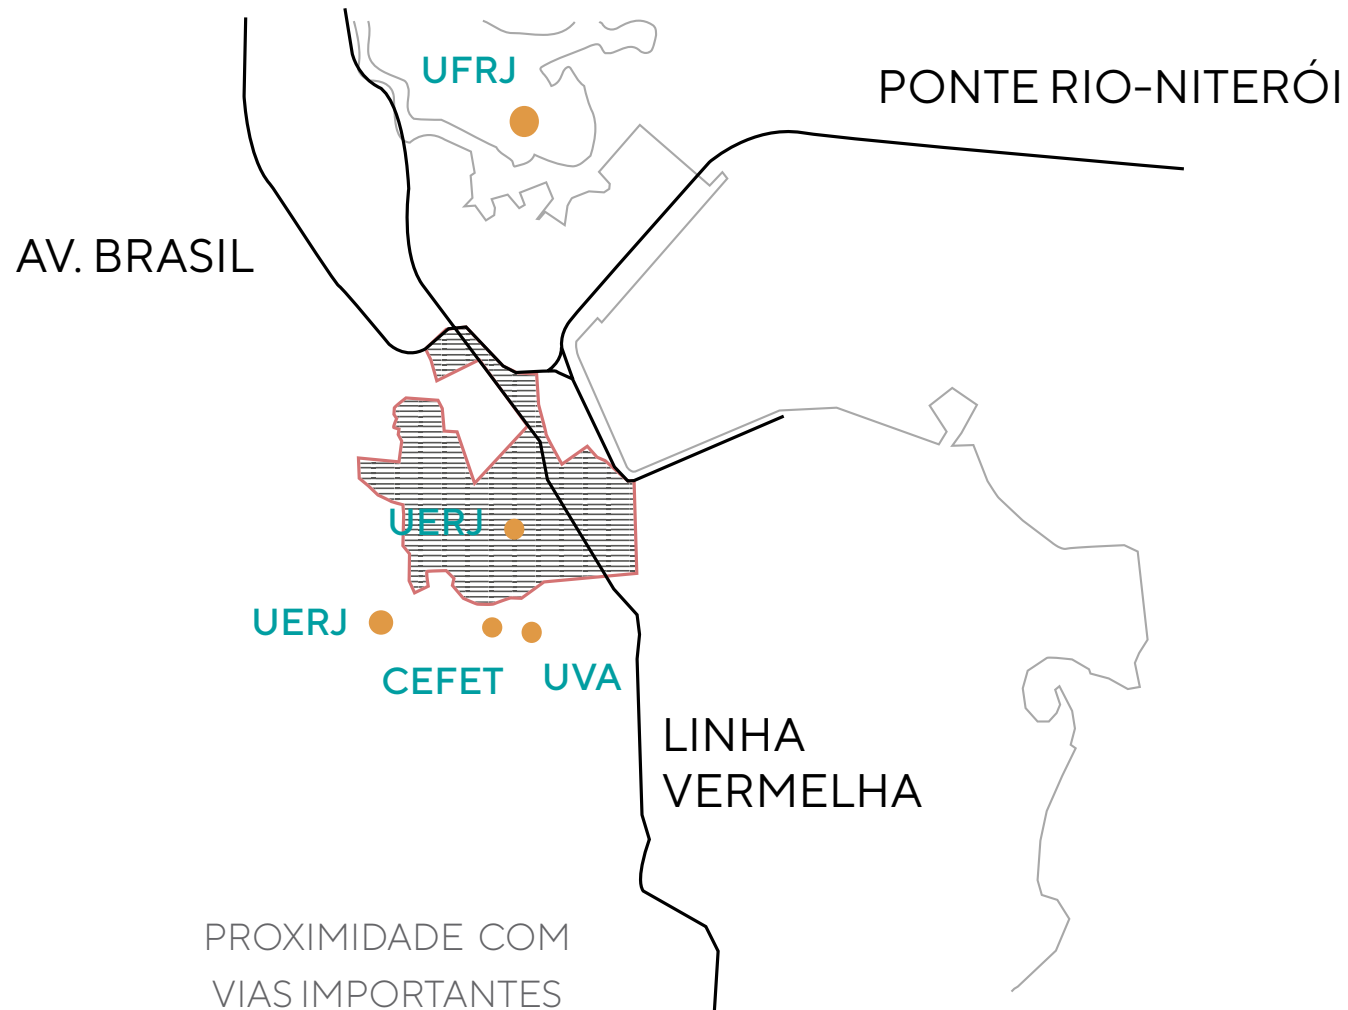 UFRJ
PONTE RIO-NITERÓI
AV. BRASIL
UERJ
UERJ
CEFET
UVA
LINHA
VERMELHA
PROXIMIDADE COM
VIAS IMPORTANTES